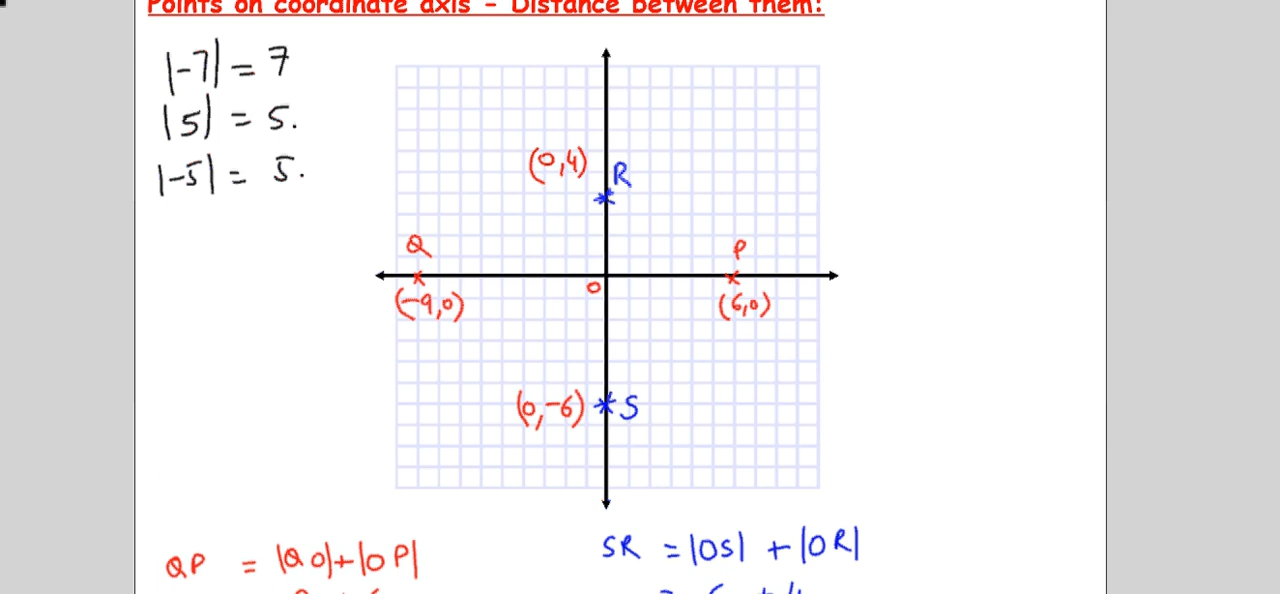 Points on coordinate axis - Distance between them:
|-7| = 7
|5| = 5.
|-5| = 5.
(0,4)
R
Q
P
O
(-9,0)
(6,0)
(0,-6)
S
QP = |QO|+|OP|
SR = |OS| + |OR|